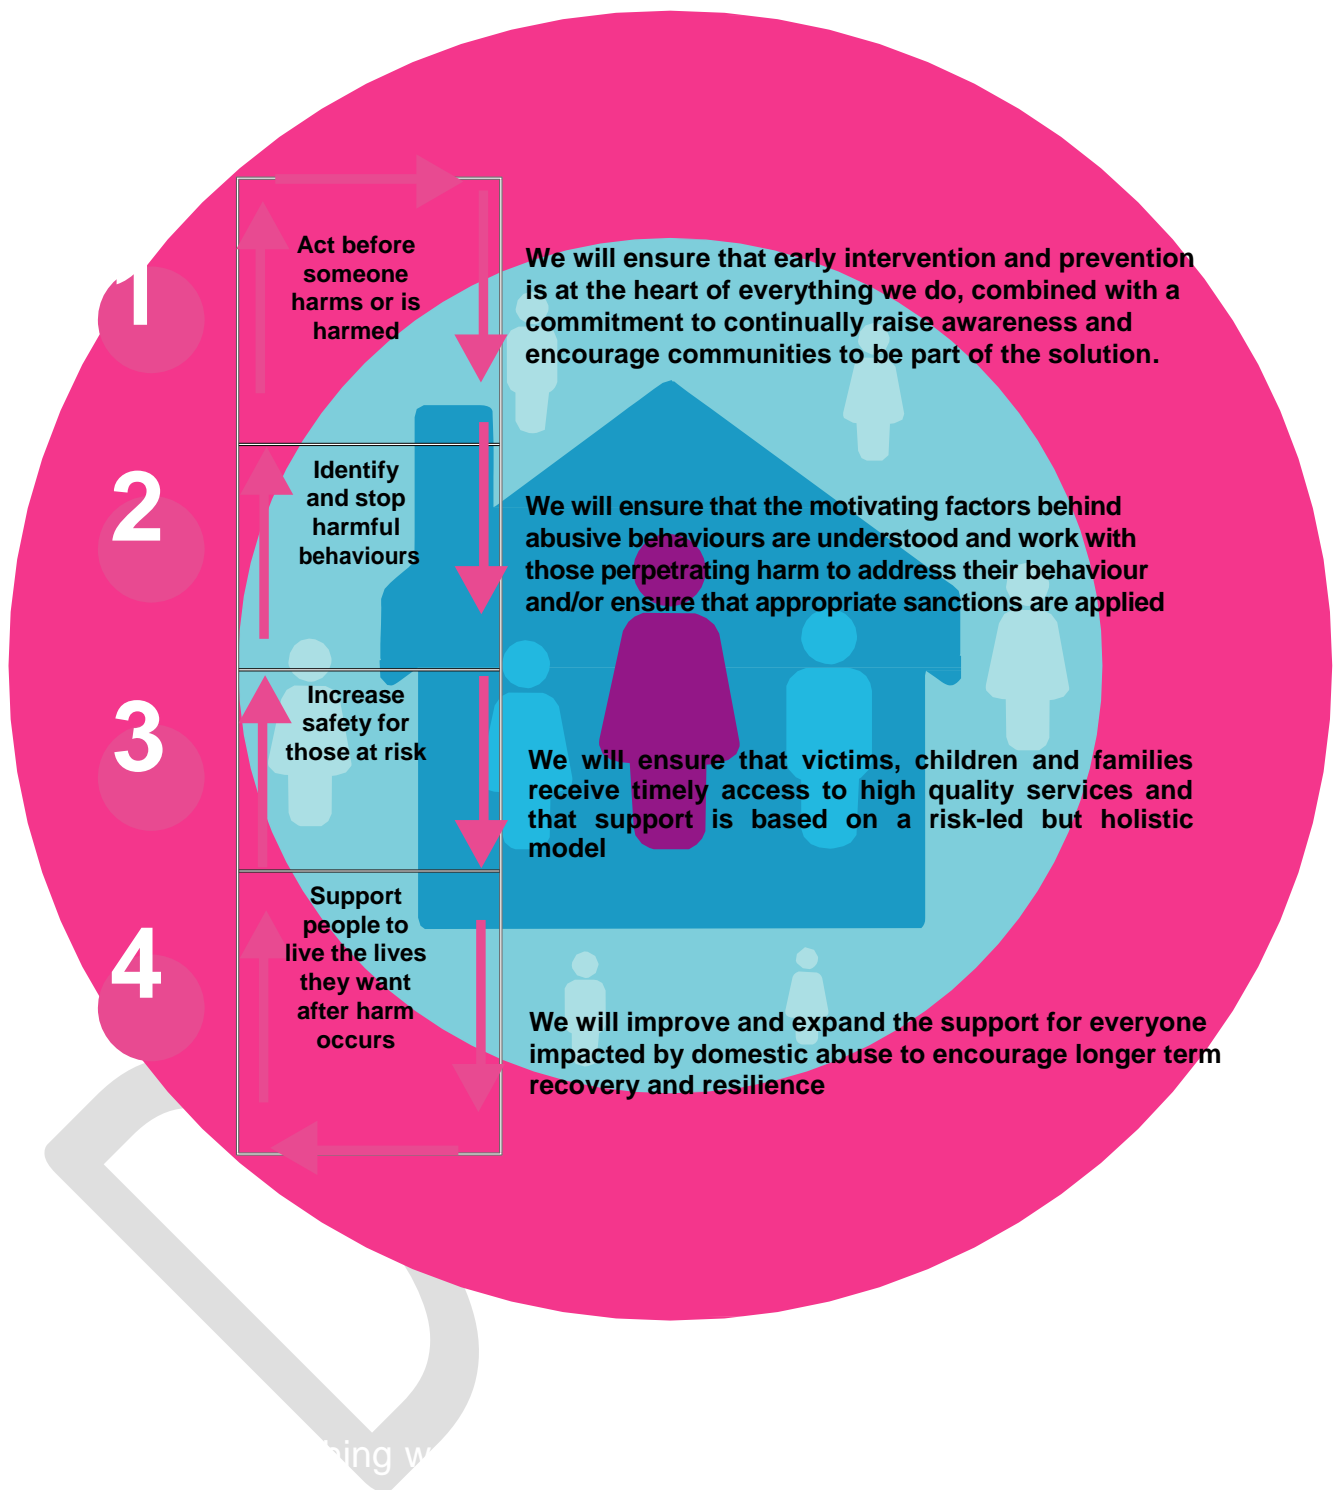 1
Act before
someone
harms or is
harmed
We will ensure that early intervention and prevention
is at the heart of everything we do, combined with a
commitment to continually raise awareness and
encourage communities to be part of the solution.
2
Identify
and stop
harmful
behaviours
We will ensure that the motivating factors behind
abusive behaviours are understood and work with
those perpetrating harm to address their behaviour
and/or ensure that appropriate sanctions are applied
3
Increase
safety for
those at risk
We will ensure that victims, children and families
receive timely access to high quality services and
that support is based on a risk-led but holistic
model
4
Support
people to
live the lives
they want
after harm
occurs
We will improve and expand the support for everyone
impacted by domestic abuse to encourage longer term
recovery and resilience